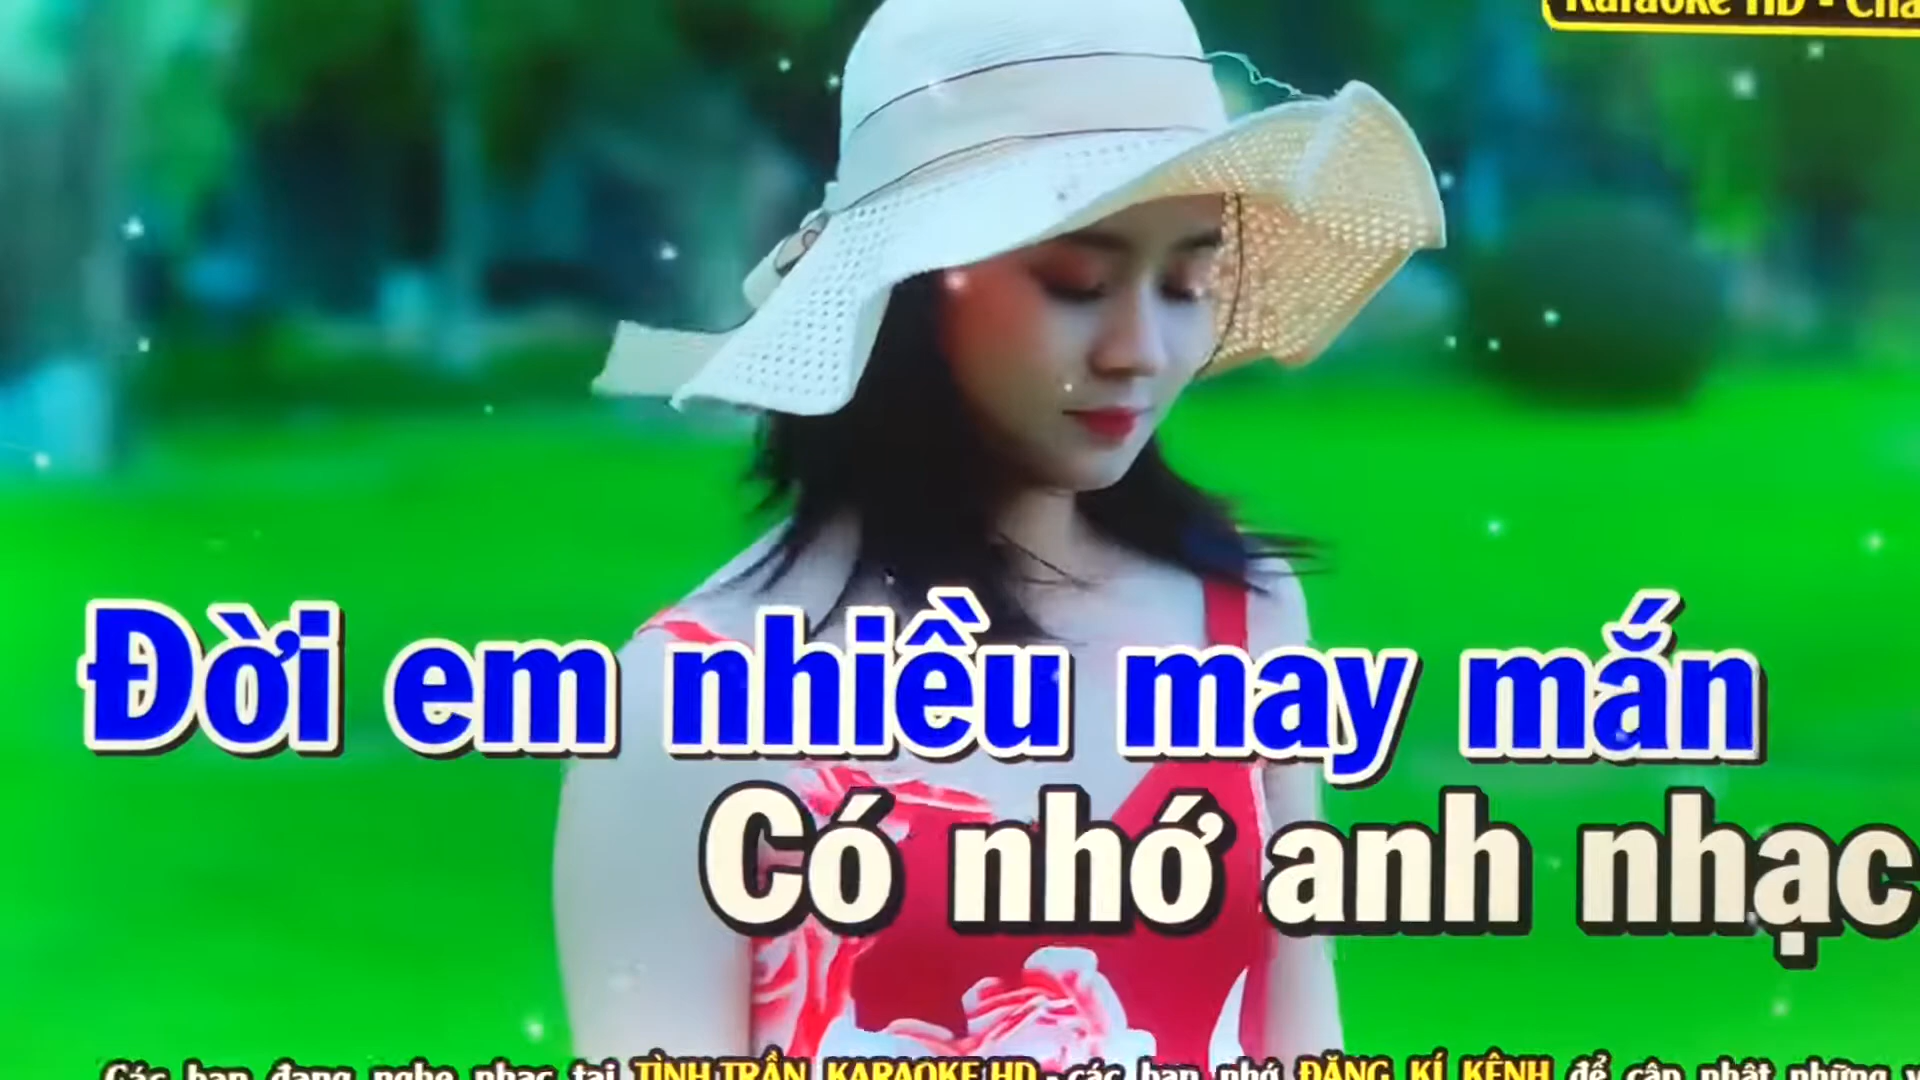 Karaoke HD - Cha
Đời em nhiều may mắn
Có nhớ anh nhạc
Các bạn đang nghe nhạc tại TÌNH TRẦN KARAOKE HD - các bạn nhớ ĐĂNG KÍ KÊNH để cập nhật những